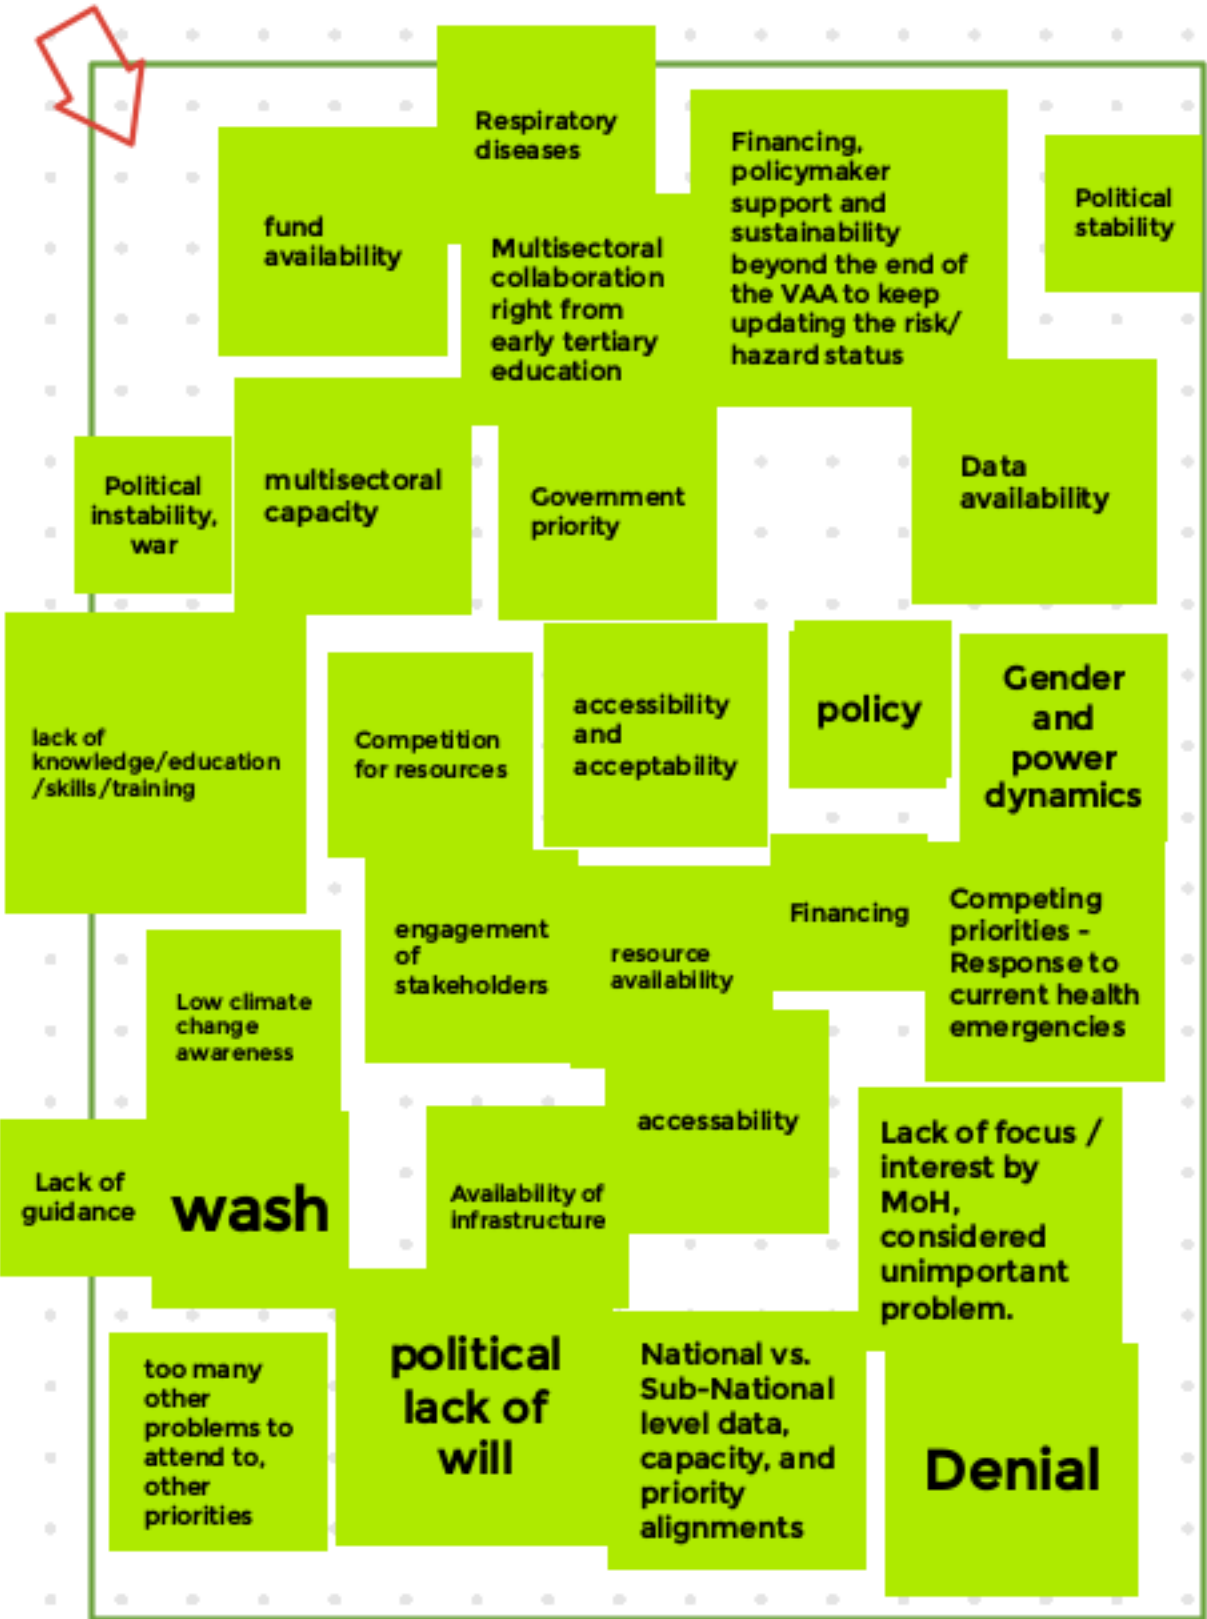 Respiratory
diseases
fund
availability
Multisectoral
collaboration
right from
early tertiary
education
Financing,
policymaker
support and
sustainability
beyond the end of
the VAA to keep
updating the risk/
hazard status
Political
stability
Political
instability,
war
multisectoral
capacity
Government
priority
Data
availability
lack of
knowledge/education
/skills/training
Competition
for resources
accessibility
and
acceptability
policy
Gender
and
power
dynamics
engagement
of
stakeholders
resource
availability
Financing
Competing
priorities -
Response to
current health
emergencies
Low climate
change
awareness
Lack of
guidance
wash
Availability of
infrastructure
accessability
Lack of focus /
interest by
MoH,
considered
unimportant
problem.
too many
other
problems to
attend to,
other
priorities
political
lack of
will
National vs.
Sub-National
level data,
capacity, and
priority
alignments
Denial